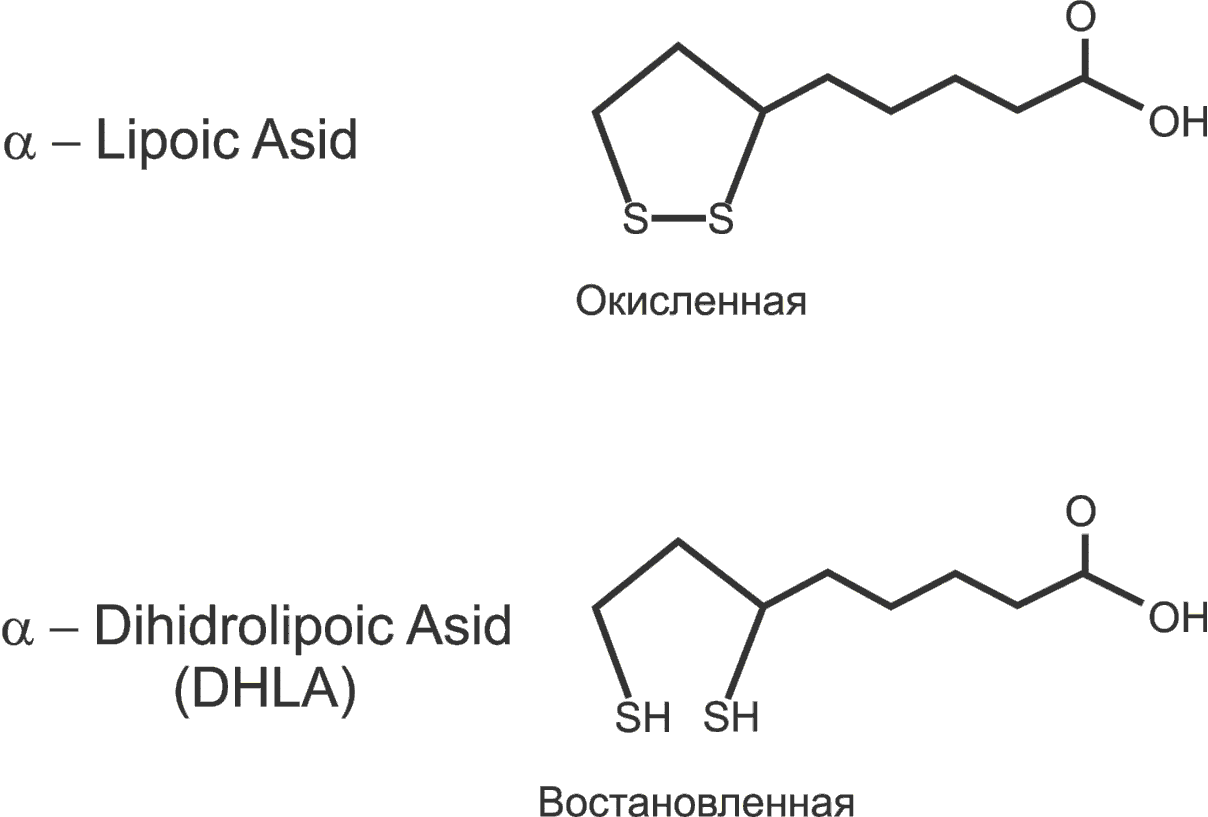 O
OH
α – Lipoic Asid
S S
Окисленная
O
OH
α – Dihidrolipoic Asid
(DHLA)
SH SH
Востановленная